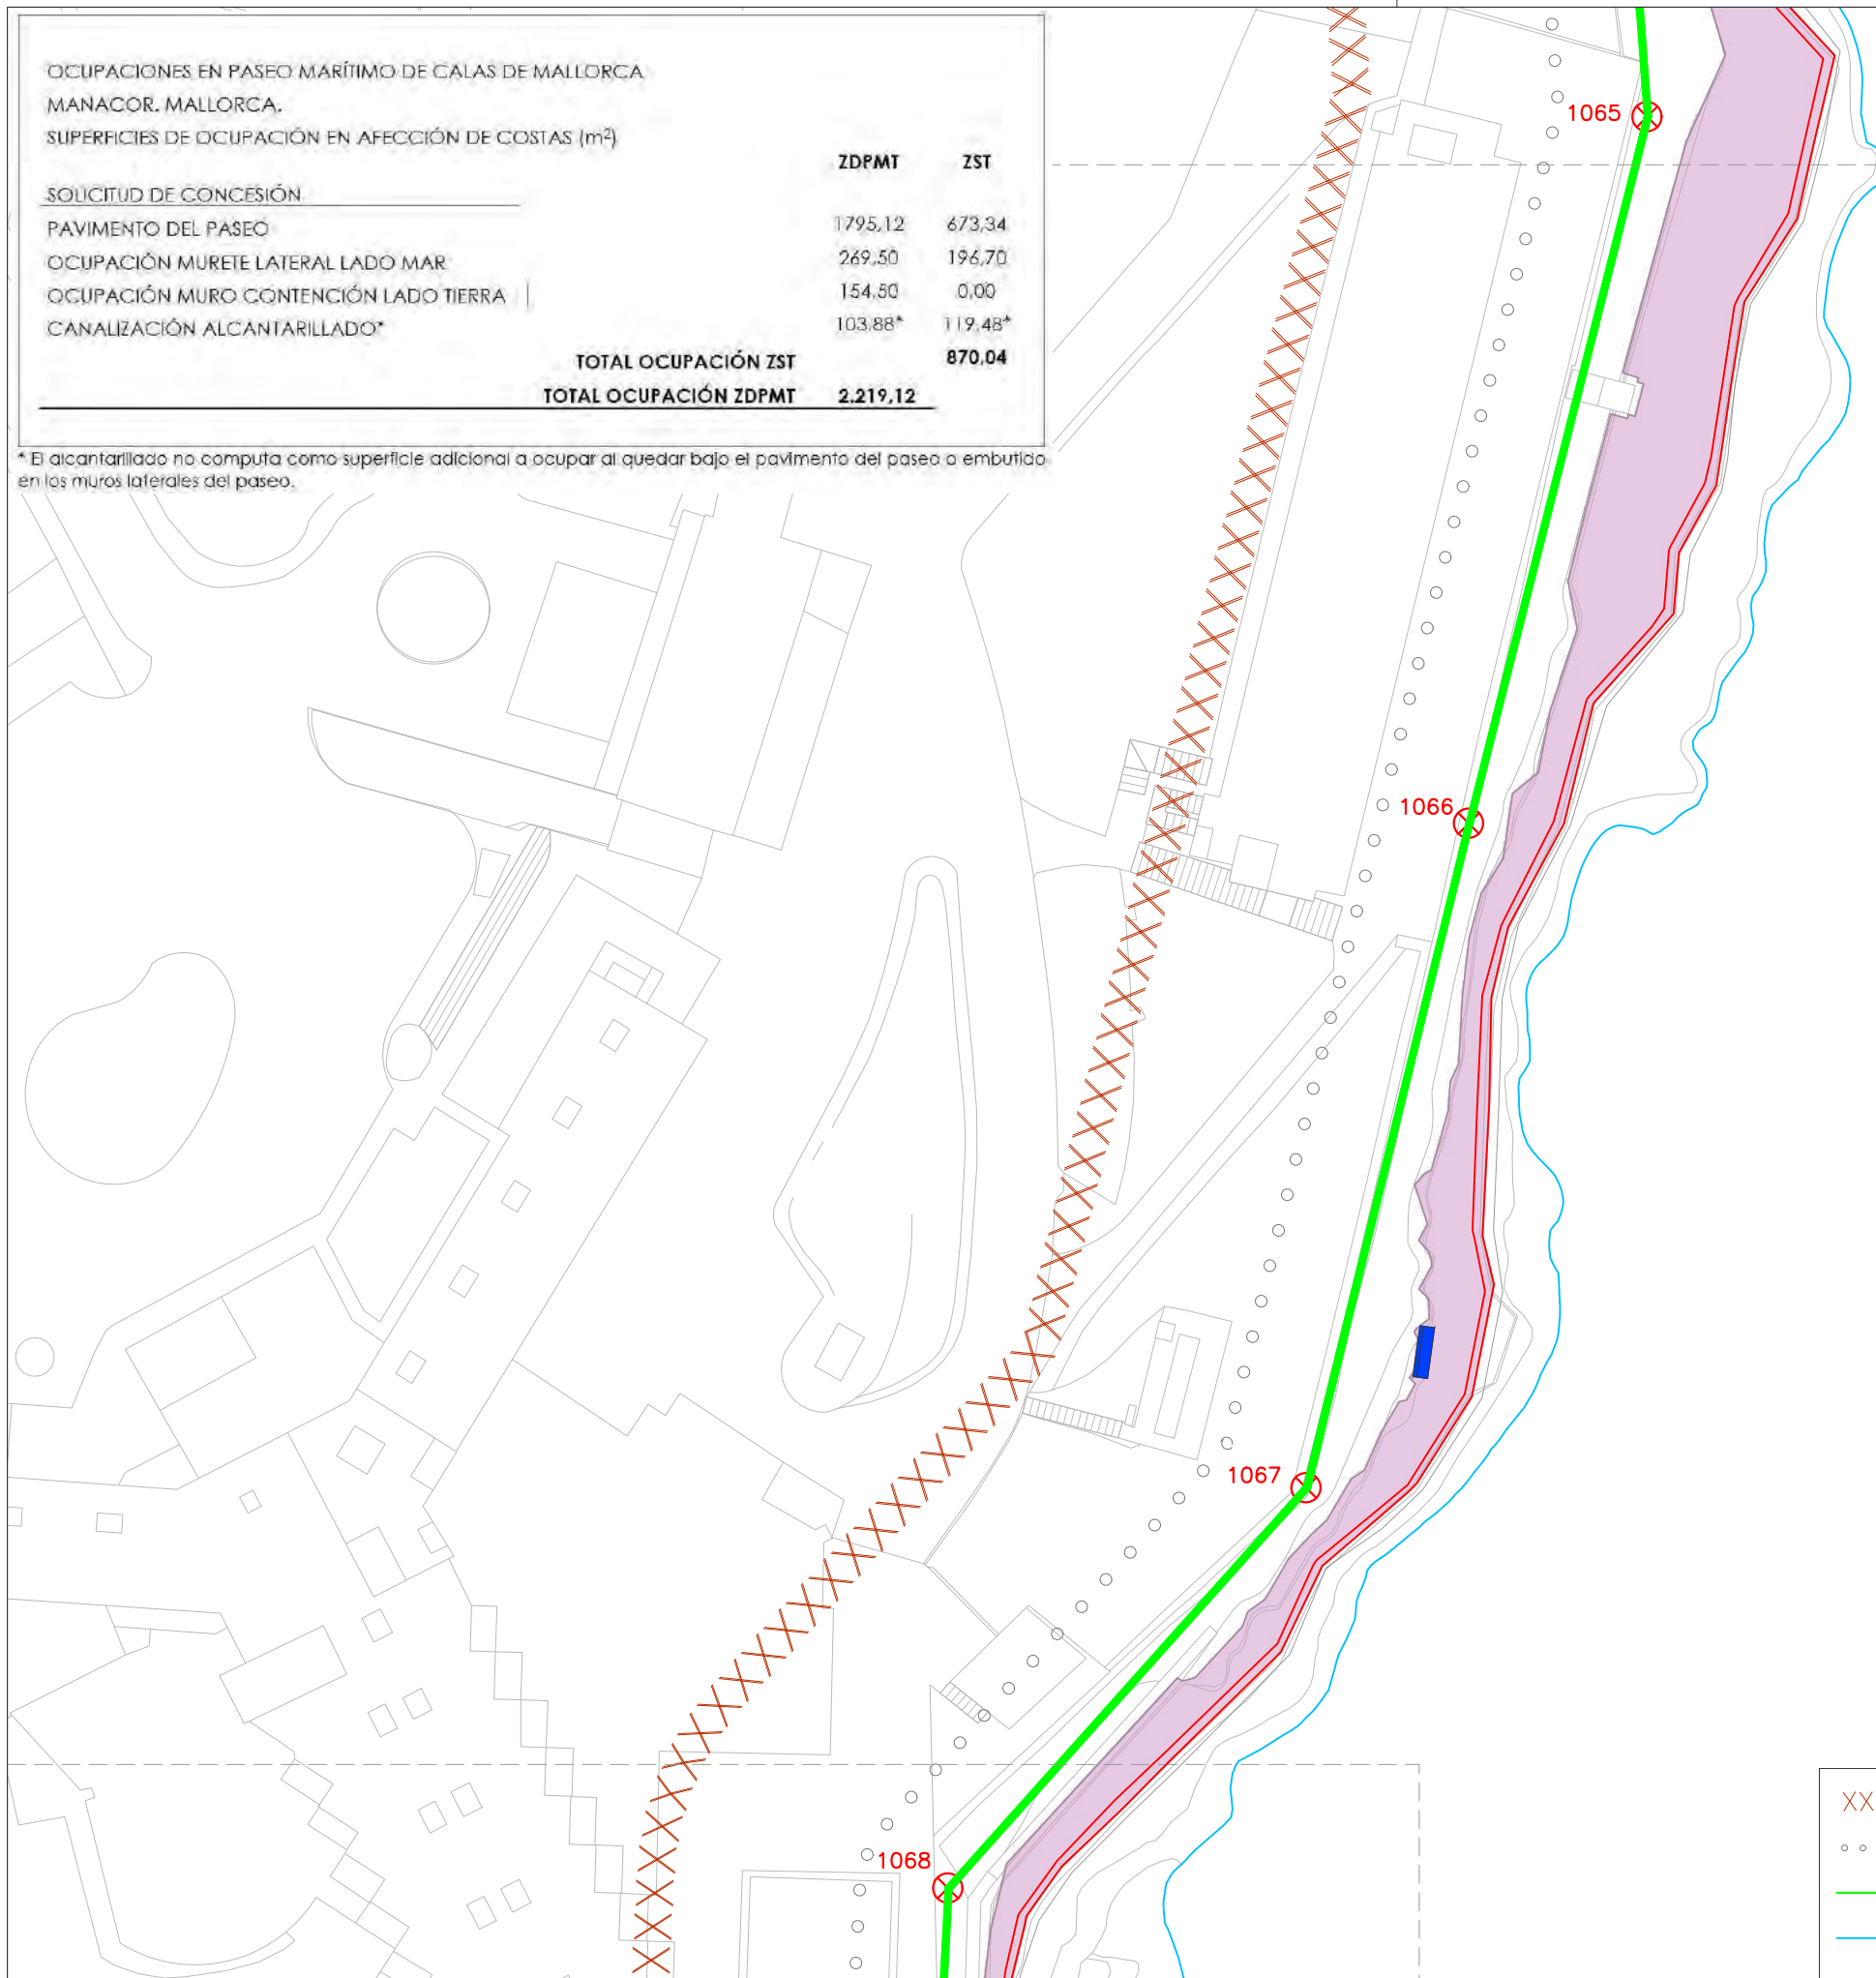 OCUPACIONES EN PASEO MARÍTIMO DE CALAS DE MALLORCA
MANACOR. MALLORCA.
SUPERFICIES DE OCUPACIÓN EN AFECCIÓN DE COSTAS (m²)
ZDPMT ZST
SOLICITUD DE CONCESIÓN
PAVIMENTO DEL PASEO 1795,12 673,34
OCUPACIÓN MURETE LATERAL LADO MAR 269,50 196,70
OCUPACIÓN MURO CONTENCIÓN LADO TIERRA 154,50 0,00
CANALIZACIÓN ALCANTARILLADO* 103,88* 119,48*
TOTAL OCUPACIÓN ZST 870,04
TOTAL OCUPACIÓN ZDPMT 2.219,12
* El alcantarillado no computa como superficie adicional a ocupar al quedar bajo el pavimento del paseo o embutido
en los muros laterales del paseo.
1065
1066
1067
1068